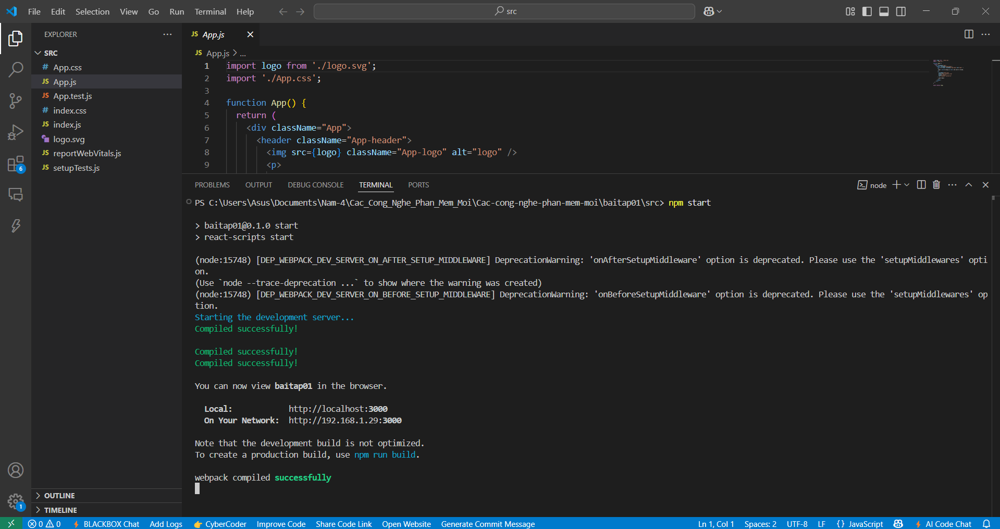 File Edit Selection View Go Run Terminal Help
src
EXPLORER
SRC
# App.css
JS App.js
JS App.test.js
# index.css
JS index.js
logo.svg
JS reportWebVitals.js
JS setupTests.js
OUTLINE
TIMELINE
6
1
JS App.js
JS App.js > ...
1 import logo from './logo.svg';
2 import './App.css';
3
4 function App() {
5 return (
6 <div className="App">
7 <header className="App-header">
8 <img src={logo} className="App-logo" alt="logo" />
9 <p>
PROBLEMS OUTPUT DEBUG CONSOLE TERMINAL PORTS
node
PS C:\Users\Asus\Documents\Nam-4\Cac_Cong_Nghe_Phan_Mem_Moi\Cac-cong-nghe-phan-mem-moi\baitap01\src> npm start
> baitap01@0.1.0 start
> react-scripts start
(node:15748) [DEP_WEBPACK_DEV_SERVER_ON_AFTER_SETUP_MIDDLEWARE] DeprecationWarning: 'onAfterSetupMiddleware' option is deprecated. Please use the 'setupMiddlewares' opti
on.
(Use `node --trace-deprecation ...` to show where the warning was created)
(node:15748) [DEP_WEBPACK_DEV_SERVER_ON_BEFORE_SETUP_MIDDLEWARE] DeprecationWarning: 'onBeforeSetupMiddleware' option is deprecated. Please use the 'setupMiddlewares' op
tion.
Starting the development server...
Compiled successfully!
Compiled successfully!
Compiled successfully!
You can now view baitap01 in the browser.
Local: http://localhost:3000
On Your Network: http://192.168.1.29:3000
Note that the development build is not optimized.
To create a production build, use npm run build.
webpack compiled successfully
0 0 BLACKBOX Chat Add Logs CyberCoder Improve Code Share Code Link Open Website Generate Commit Message Ln 1, Col 1 Spaces: 2 UTF-8 LF {} JavaScript AI Code Chat